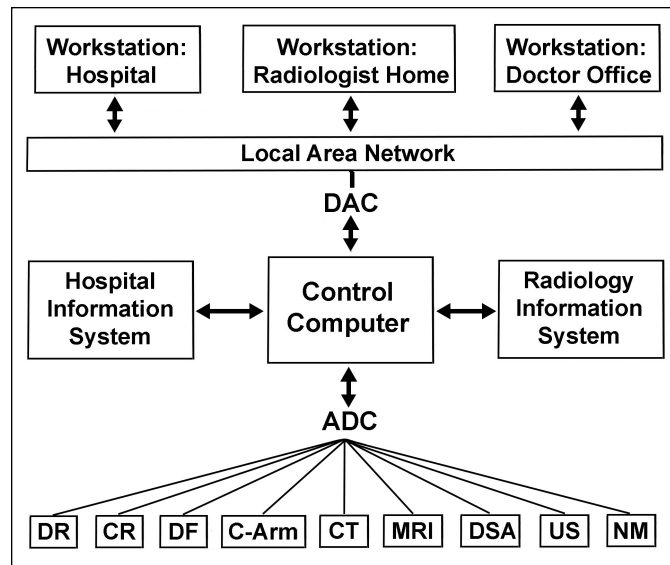 Workstation:
Hospital
Workstation:
Radiologist Home
Workstation:
Doctor Office
Local Area Network
DAC
Hospital
Information
System
Control
Computer
Radiology
Information
System
ADC
DR CR DF C-Arm CT MRI DSA US NM